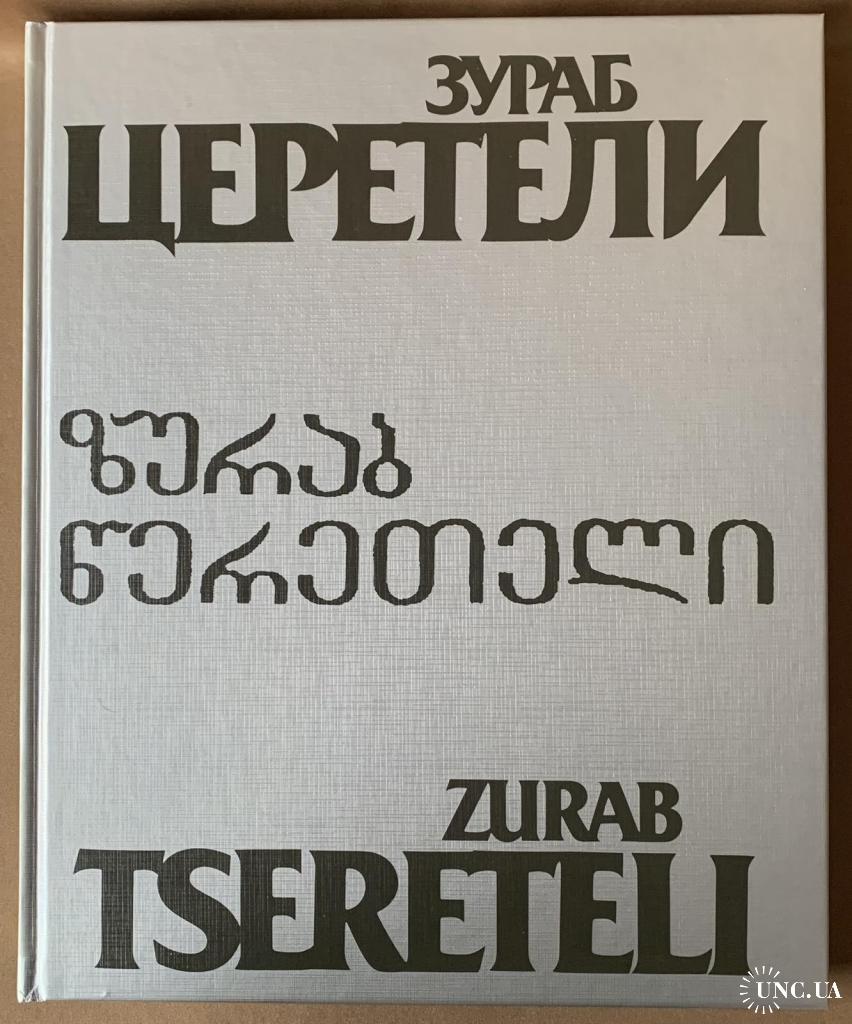 ЗУРАБ
ЦЕРЕТЕЛИ
ზურაბ
წერეთელი
ZURAB
TSERETELI
UNC.UA